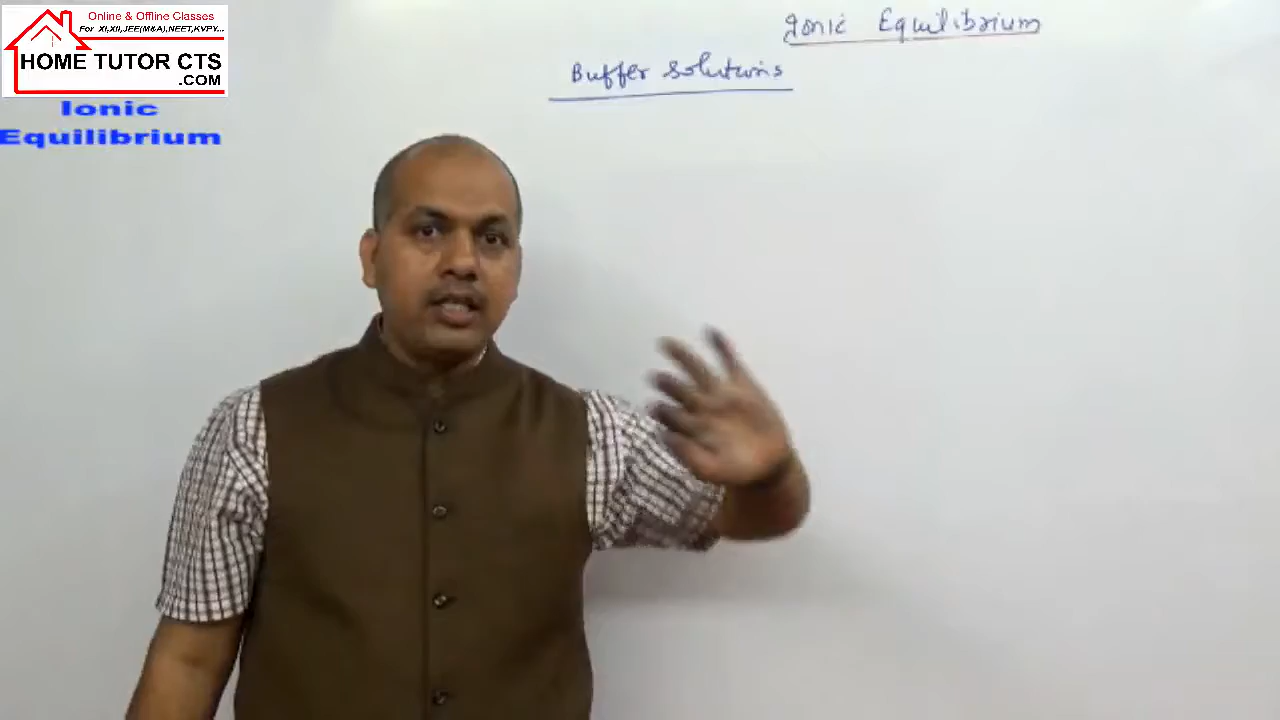 Online & Offline Classes
For XI,XII,JEE(M&A),NEET,KVPY...
HOME TUTOR CTS
.COM
Ionic
Equilibrium
Ionic Equilibrium
Buffer Solutions